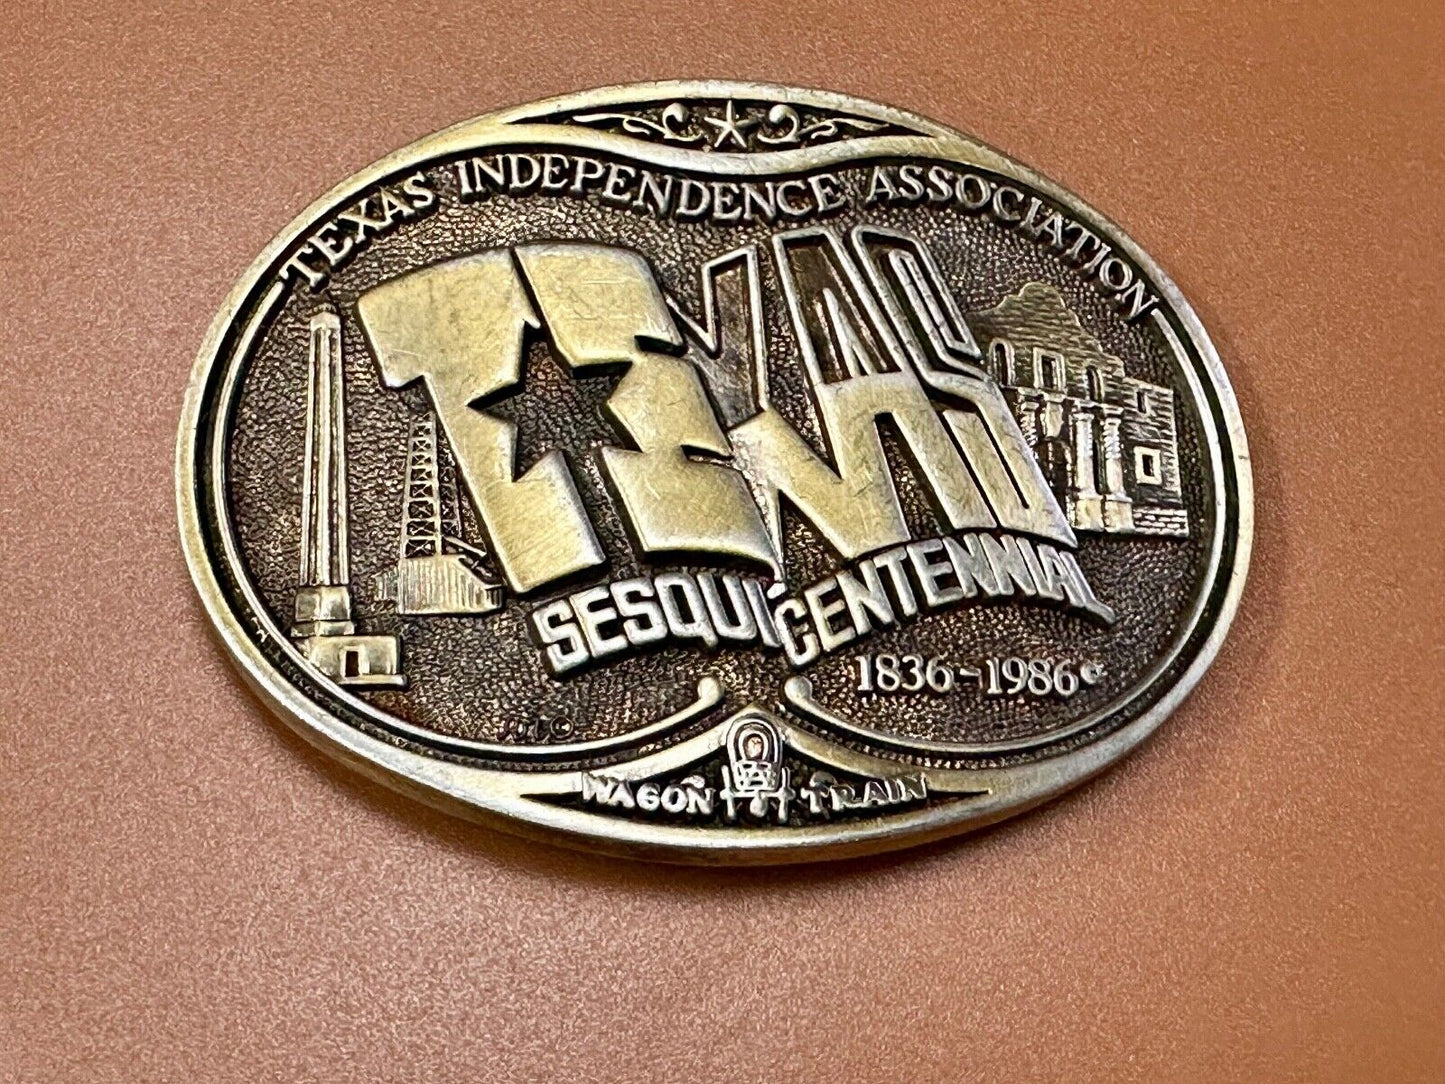 TEXAS INDEPENDENCE ASSOCIATION
TEXAS
SESQUICENTENNIAL
1836~1986
WAGON TRAIN